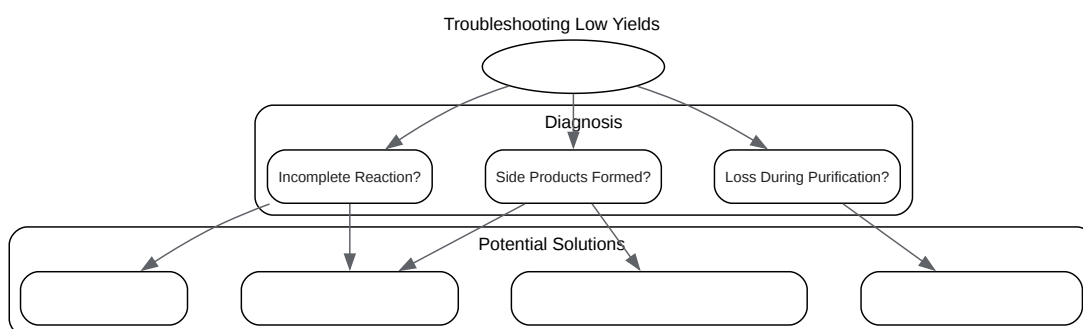 Troubleshooting Low Yields
Diagnosis
Incomplete Reaction?
Side Products Formed?
Loss During Purification?
Potential Solutions